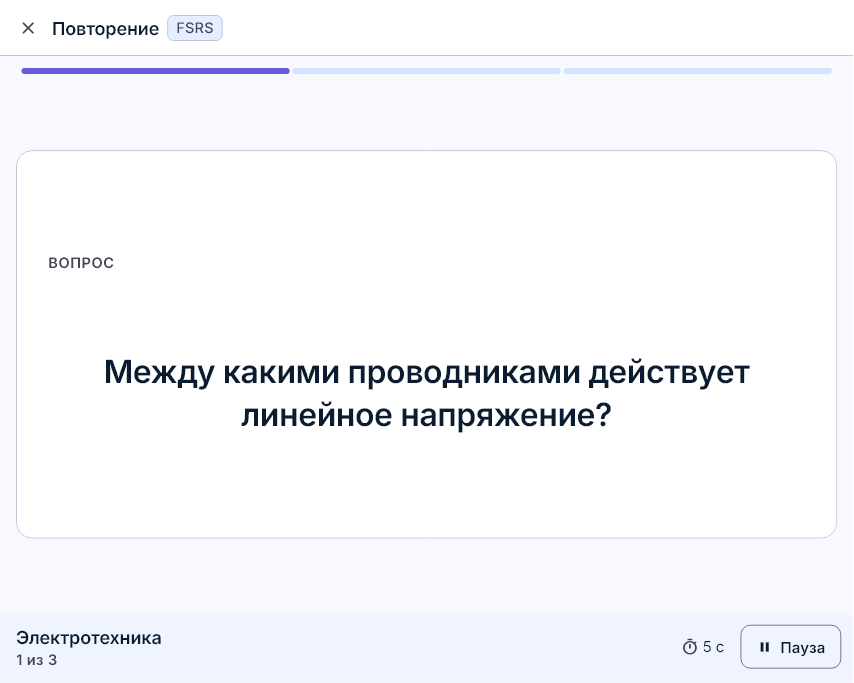 Повторение FSRS
ВОПРОС
Между какими проводниками действует
линейное напряжение?
Электротехника
1 из 3
5 с
Пауза